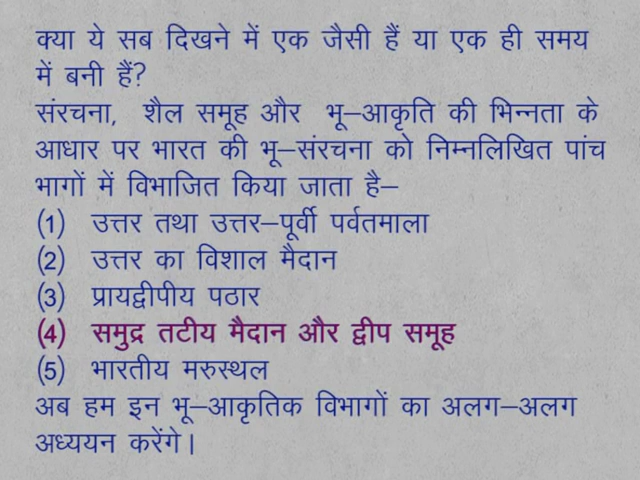 क्या ये सब दिखने में एक जैसी हैं या एक ही समय
में बनी हैं?
संरचना, शैल समूह और भू–आकृति की भिन्नता के
आधार पर भारत की भू–संरचना को निम्नलिखित पांच
भागों में विभाजित किया जाता है–
(1) उत्तर तथा उत्तर–पूर्वी पर्वतमाला
(2) उत्तर का विशाल मैदान
(3) प्रायद्वीपीय पठार
(4) समुद्र तटीय मैदान और द्वीप समूह
(5) भारतीय मरुस्थल
अब हम इन भू–आकृतिक विभागों का अलग–अलग
अध्ययन करेंगे।